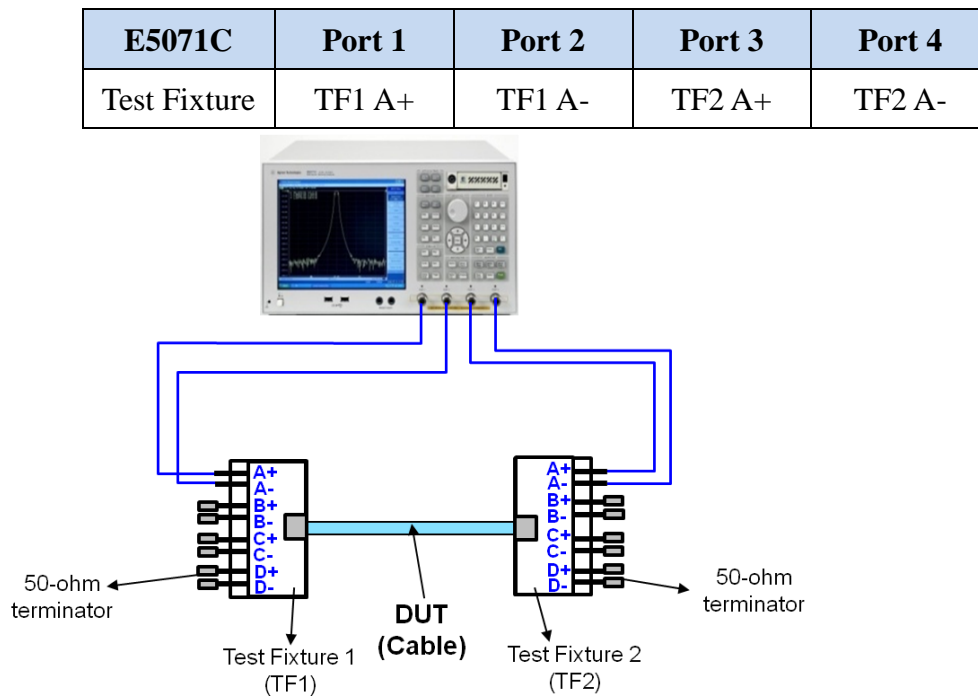 E5071C Port 1 Port 2 Port 3 Port 4
Test Fixture TF1 A+ TF1 A- TF2 A+ TF2 A-
A+
A-
B+
B-
C+
C-
D+
D-
A+
A-
B+
B-
C+
C-
D+
D-
50-ohm
terminator
DUT
(Cable)
50-ohm
terminator
Test Fixture 1
(TF1)
Test Fixture 2
(TF2)